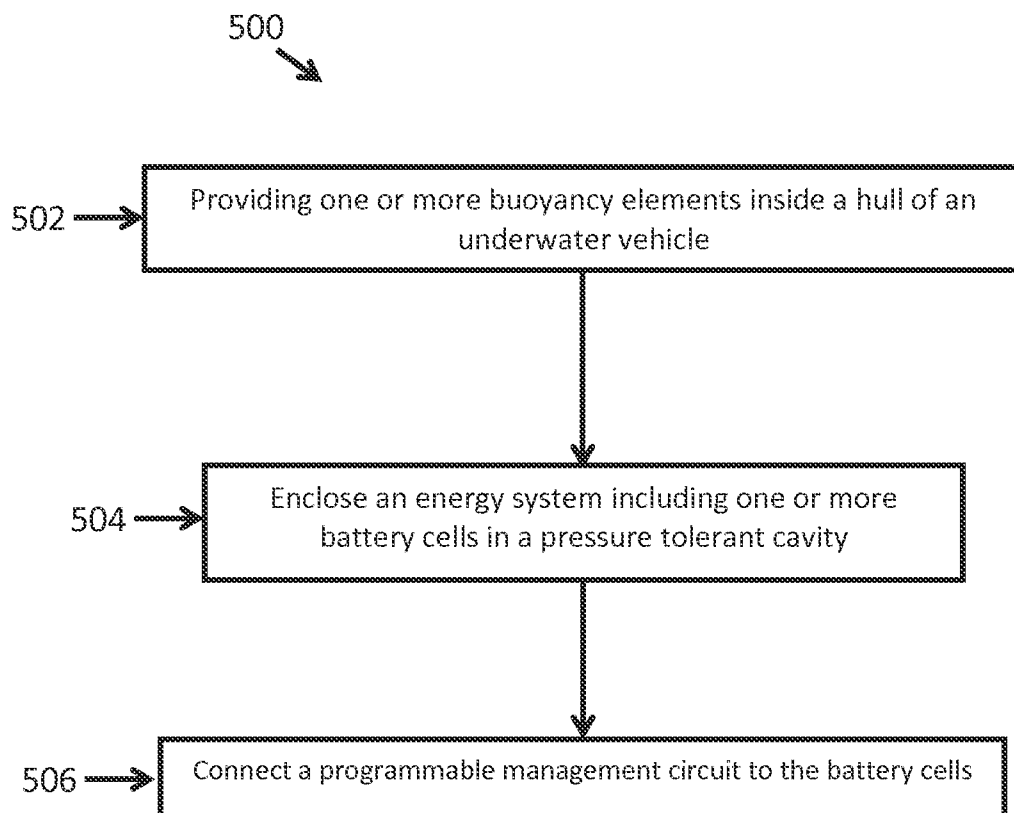 500
502
Providing one or more buoyancy elements inside a hull of an
underwater vehicle
504
Enclose an energy system including one or more
battery cells in a pressure tolerant cavity
506
Connect a programmable management circuit to the battery cells